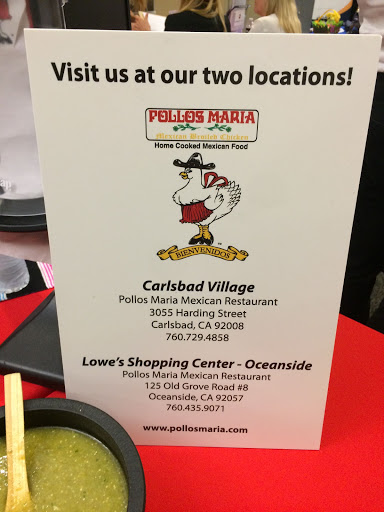 Visit us at our two locations!
POLLOS MARIA
Mexican Broiled Chicken
Home Cooked Mexican Food
BIENVENIDOS
Carlsbad Village
Pollos Maria Mexican Restaurant
3055 Harding Street
Carlsbad, CA 92008
760.729.4858
Lowe's Shopping Center - Oceanside
Pollos Maria Mexican Restaurant
125 Old Grove Road #8
Oceanside, CA 92057
760.435.9071
www.pollosmaria.com